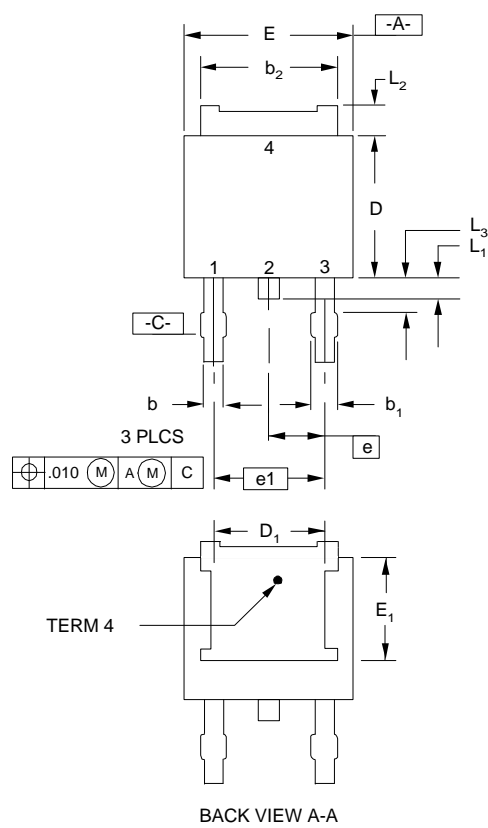 E
-A-
b₂
L₂
4
D
L₃
L₁
1 2 3
-C-
b
b₁
3 PLCS
e
⌖ .010 Ⓜ A Ⓜ C
e1
D₁
E₁
TERM 4
BACK VIEW A-A